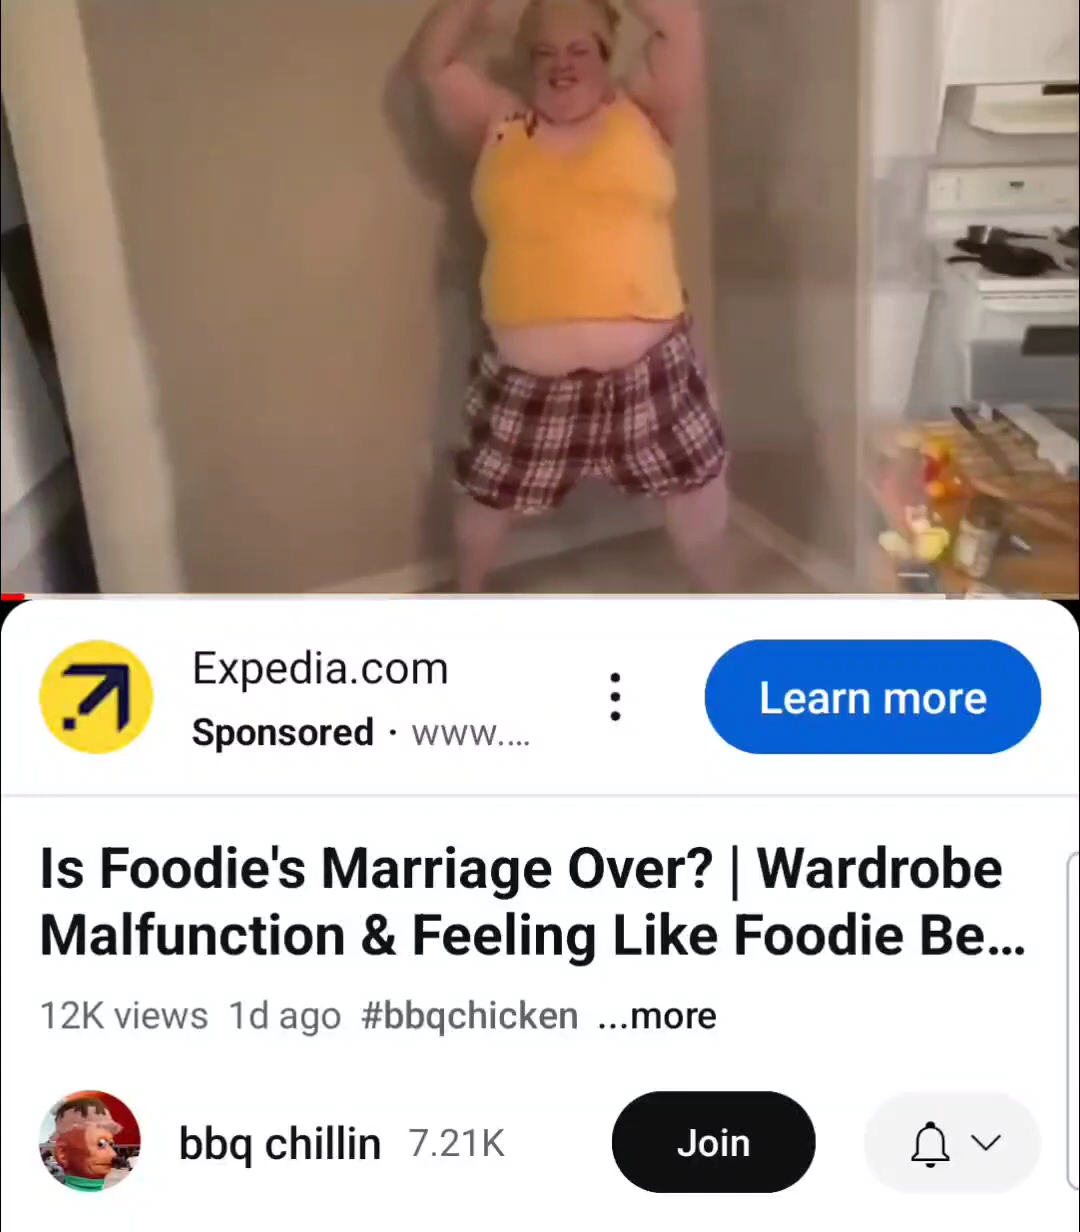 Expedia.com
Sponsored · www....
Learn more
Is Foodie's Marriage Over? | Wardrobe
Malfunction & Feeling Like Foodie Be...
12K views 1d ago #bbqchicken ...more
bbq chillin 7.21K
Join